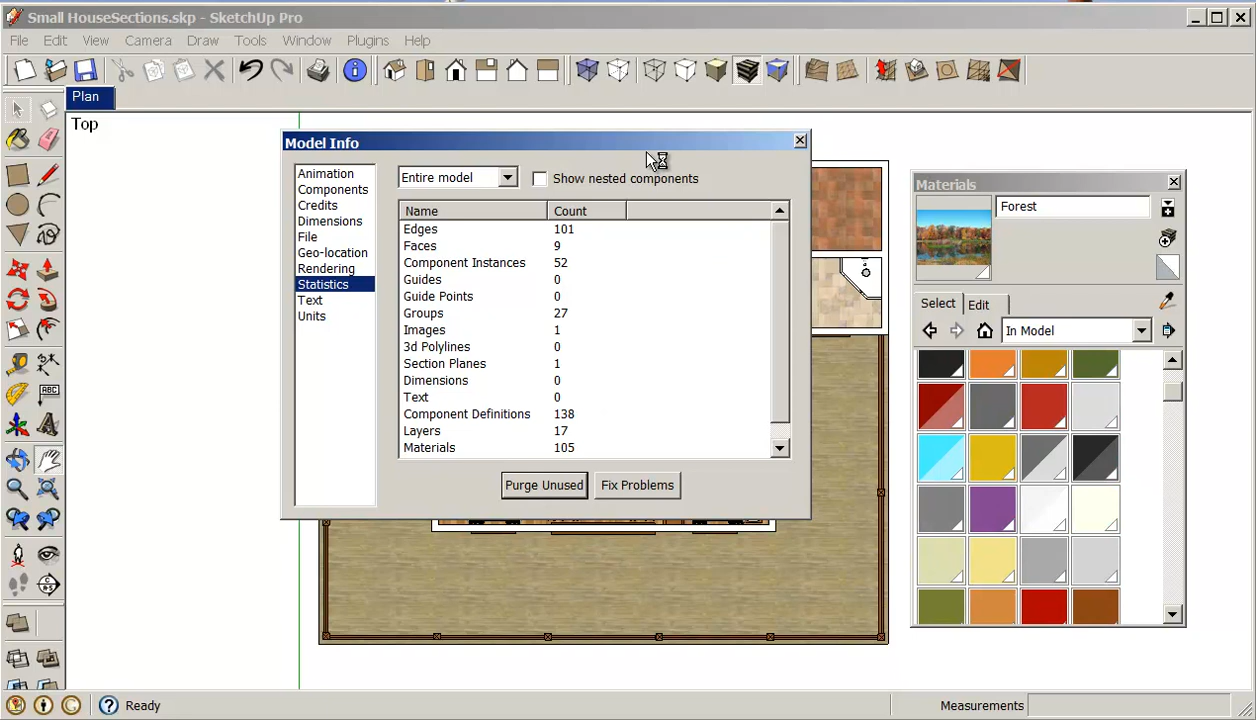 Small HouseSections.skp - SketchUp Pro
File Edit View Camera Draw Tools Window Plugins Help
Plan
Top
Model Info
Animation
Components
Credits
Dimensions
File
Geo-location
Rendering
Statistics
Text
Units
Entire model
Show nested components
Name Count
Edges 101
Faces 9
Component Instances 52
Guides 0
Guide Points 0
Groups 27
Images 1
3d Polylines 0
Section Planes 1
Dimensions 0
Text 0
Component Definitions 138
Layers 17
Materials 105
Purge Unused Fix Problems
Materials
Forest
Select Edit
In Model
ABC
Ready
Measurements